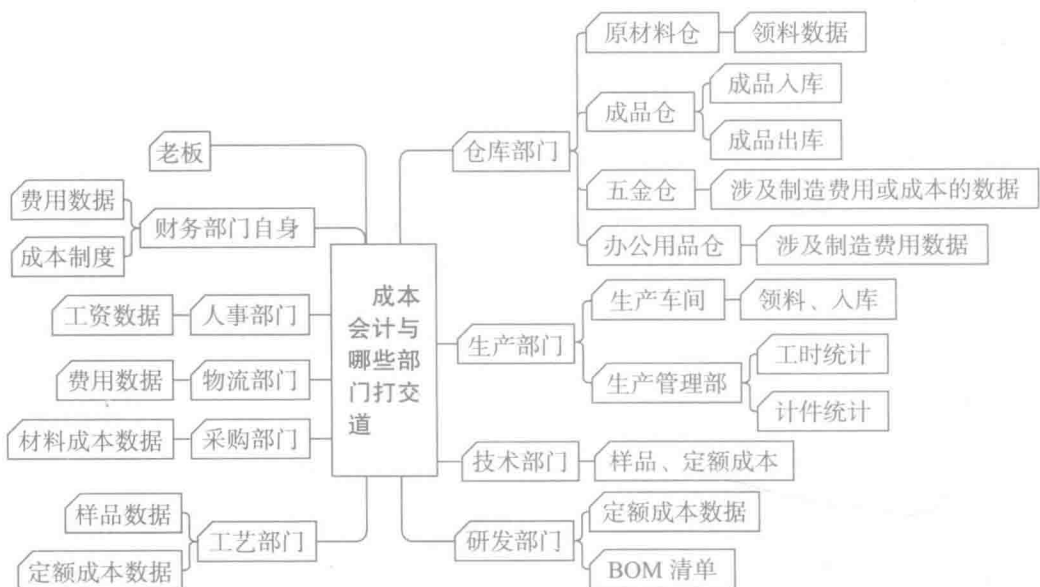 老板
财务部门自身
费用数据
成本制度
人事部门
工资数据
物流部门
费用数据
采购部门
材料成本数据
工艺部门
样品数据
定额成本数据
成本
会计与
哪些部
门打交
道
仓库部门
原材料仓
领料数据
成品仓
成品入库
成品出库
五金仓
涉及制造费用或成本的数据
办公用品仓
涉及制造费用数据
生产部门
生产车间
领料、入库
生产管理部
工时统计
计件统计
技术部门
样品、定额成本
研发部门
定额成本数据
BOM 清单